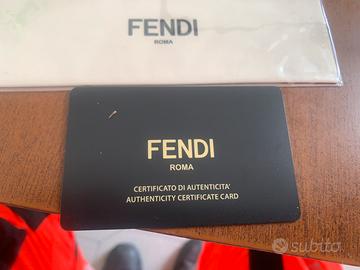 FENDI
ROMA
FENDI
ROMA
CERTIFICATO DI AUTENTICITA'
AUTHENTICITY CERTIFICATE CARD
subito